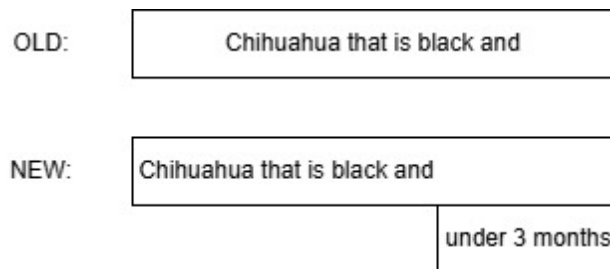 OLD: Chihuahua that is black and
NEW: Chihuahua that is black and
under 3 months